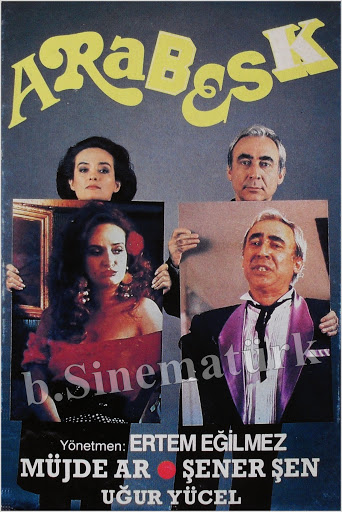 ARaBESK
b.Sinematürk
Yönetmen: ERTEM EĞİLMEZ
MÜJDE AR ŞENER ŞEN
UĞUR YÜCEL